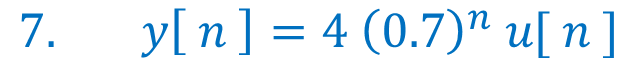 7. y[ n ] = 4 (0.7)ⁿ u[ n ]